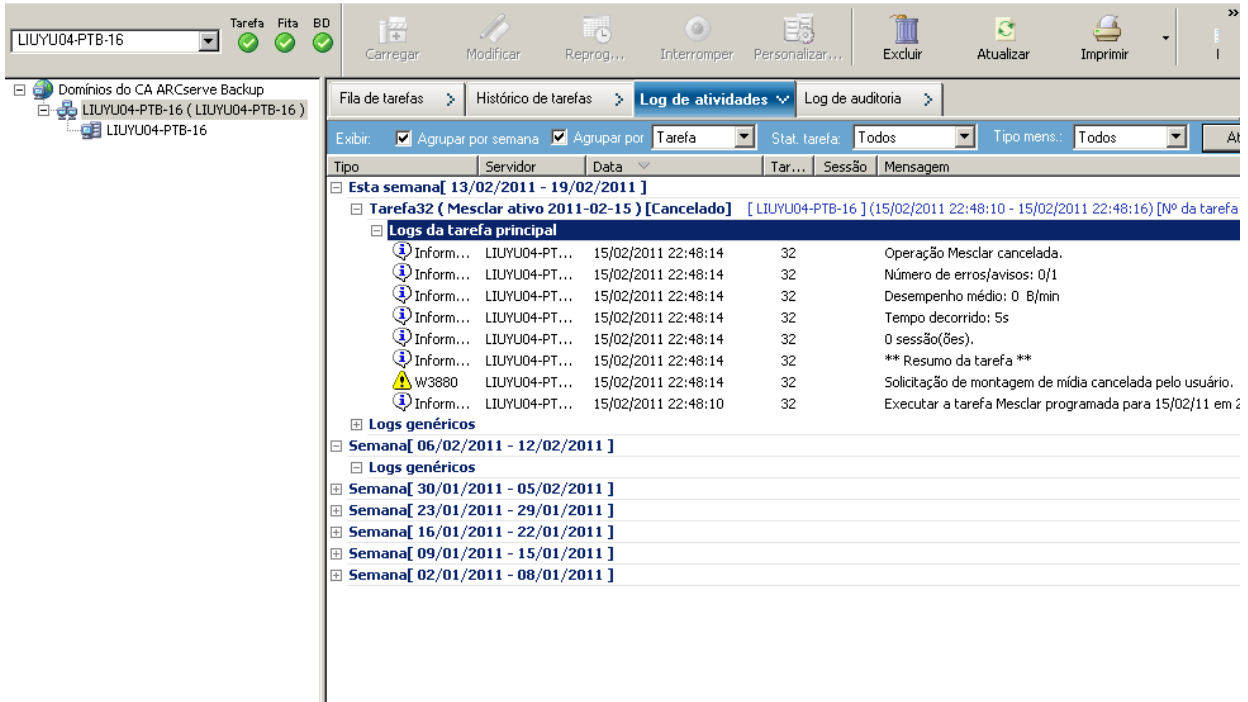 LIUYU04-PTB-16 Tarefa Fita BD
Carregar Modificar Reprog... Interromper Personalizar... Excluir Atualizar Imprimir I
Domínios do CA ARCserve Backup
LIUYU04-PTB-16 ( LIUYU04-PTB-16 )
LIUYU04-PTB-16
Fila de tarefas Histórico de tarefas Log de atividades Log de auditoria
Exibir: Agrupar por semana Agrupar por Tarefa Stat. tarefa: Todos Tipo mens.: Todos At
Tipo Servidor Data Tar... Sessão Mensagem
Esta semana[ 13/02/2011 - 19/02/2011 ]
Tarefa32 ( Mesclar ativo 2011-02-15 ) [Cancelado] [ LIUYU04-PTB-16 ] (15/02/2011 22:48:10 - 15/02/2011 22:48:16) [Nº da tarefa
Logs da tarefa principal
Inform... LIUYU04-PT... 15/02/2011 22:48:14 32 Operação Mesclar cancelada.
Inform... LIUYU04-PT... 15/02/2011 22:48:14 32 Número de erros/avisos: 0/1
Inform... LIUYU04-PT... 15/02/2011 22:48:14 32 Desempenho médio: 0 B/min
Inform... LIUYU04-PT... 15/02/2011 22:48:14 32 Tempo decorrido: 5s
Inform... LIUYU04-PT... 15/02/2011 22:48:14 32 0 sessão(ões).
Inform... LIUYU04-PT... 15/02/2011 22:48:14 32 ** Resumo da tarefa **
W3880 LIUYU04-PT... 15/02/2011 22:48:14 32 Solicitação de montagem de mídia cancelada pelo usuário.
Inform... LIUYU04-PT... 15/02/2011 22:48:10 32 Executar a tarefa Mesclar programada para 15/02/11 em 2
Logs genéricos
Semana[ 06/02/2011 - 12/02/2011 ]
Logs genéricos
Semana[ 30/01/2011 - 05/02/2011 ]
Semana[ 23/01/2011 - 29/01/2011 ]
Semana[ 16/01/2011 - 22/01/2011 ]
Semana[ 09/01/2011 - 15/01/2011 ]
Semana[ 02/01/2011 - 08/01/2011 ]